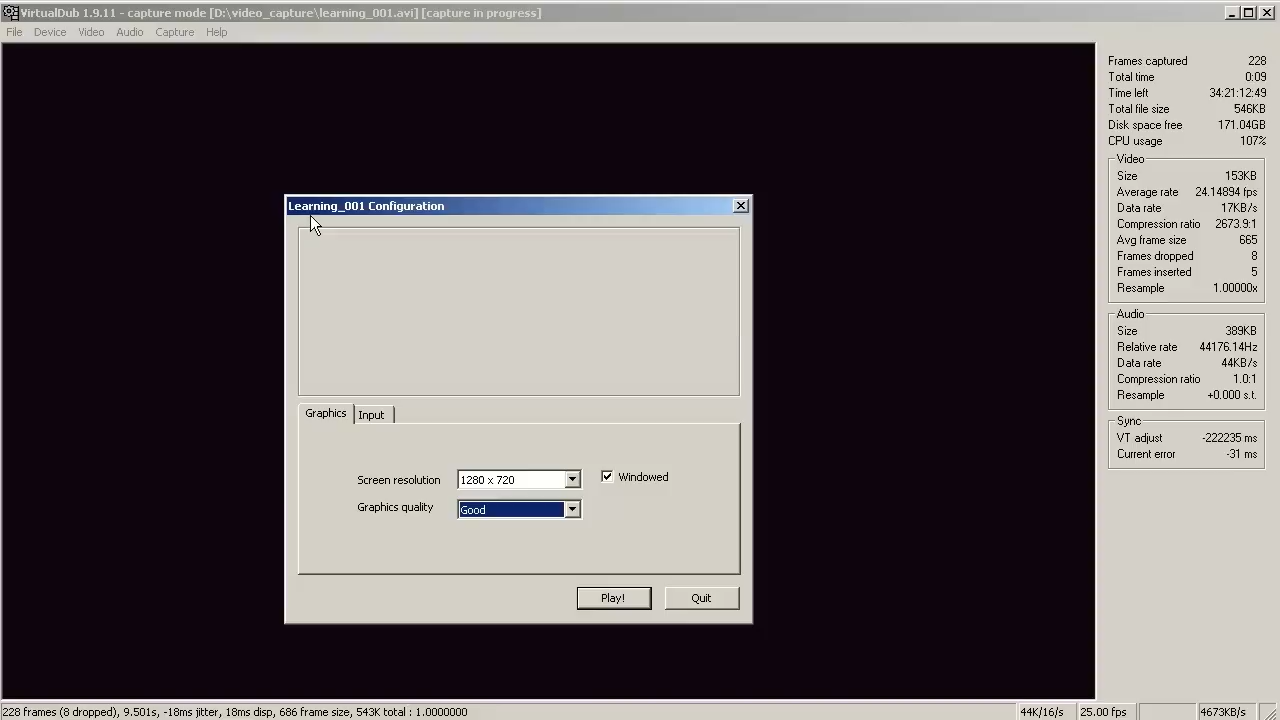 VirtualDub 1.9.11 - capture mode [D:\video_capture\learning_001.avi] [capture in progress]
File Device Video Audio Capture Help
Frames captured 228
Total time 0:09
Time left 34:21:12:49
Total file size 546KB
Disk space free 171.04GB
CPU usage 107%
Video
Size 153KB
Average rate 24.14894 fps
Data rate 17KB/s
Compression ratio 2673.9:1
Avg frame size 665
Frames dropped 8
Frames inserted 5
Resample 1.00000x
Audio
Size 389KB
Relative rate 44176.14Hz
Data rate 44KB/s
Compression ratio 1.0:1
Resample +0.000 s.t.
Sync
VT adjust -222235 ms
Current error -31 ms
Learning_001 Configuration
Graphics Input
Screen resolution 1280 x 720 Windowed
Graphics quality Good
Play! Quit
228 frames (8 dropped), 9.501s, -18ms jitter, 18ms disp, 686 frame size, 543K total : 1.0000000 44K/16/s 25.00 fps 4673KB/s